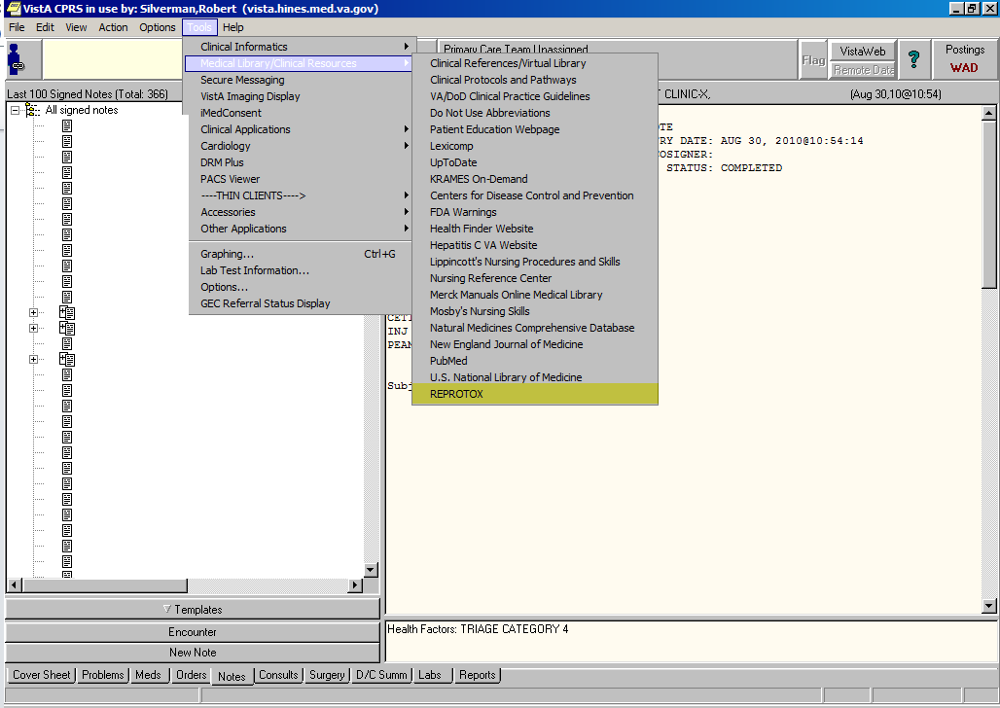 VistA CPRS in use by: Silverman,Robert (vista.hines.med.va.gov)
File Edit View Action Options Tools Help
Primary Care Team Unassigned
Flag
VistaWeb
Remote Data
?
Postings
WAD
Last 100 Signed Notes (Total: 366)
T CLINIC-X, (Aug 30,10@10:54)
All signed notes
Clinical Informatics
Medical Library/Clinical Resources
Secure Messaging
VistA Imaging Display
iMedConsent
Clinical Applications
Cardiology
DRM Plus
PACS Viewer
----THIN CLIENTS---->
Accessories
Other Applications
Graphing... Ctrl+G
Lab Test Information...
Options...
GEC Referral Status Display
Clinical References/Virtual Library
Clinical Protocols and Pathways
VA/DoD Clinical Practice Guidelines
Do Not Use Abbreviations
Patient Education Webpage
Lexicomp
UpToDate
KRAMES On-Demand
Centers for Disease Control and Prevention
FDA Warnings
Health Finder Website
Hepatitis C VA Website
Lippincott's Nursing Procedures and Skills
Nursing Reference Center
Merck Manuals Online Medical Library
Mosby's Nursing Skills
Natural Medicines Comprehensive Database
New England Journal of Medicine
PubMed
U.S. National Library of Medicine
REPROTOX
OTE
RY DATE: AUG 30, 2010@10:54:14
OSIGNER:
STATUS: COMPLETED
CETI
INJ
PEAN
Subj
Templates
Encounter
New Note
Health Factors: TRIAGE CATEGORY 4
Cover Sheet Problems Meds Orders Notes Consults Surgery D/C Summ Labs Reports